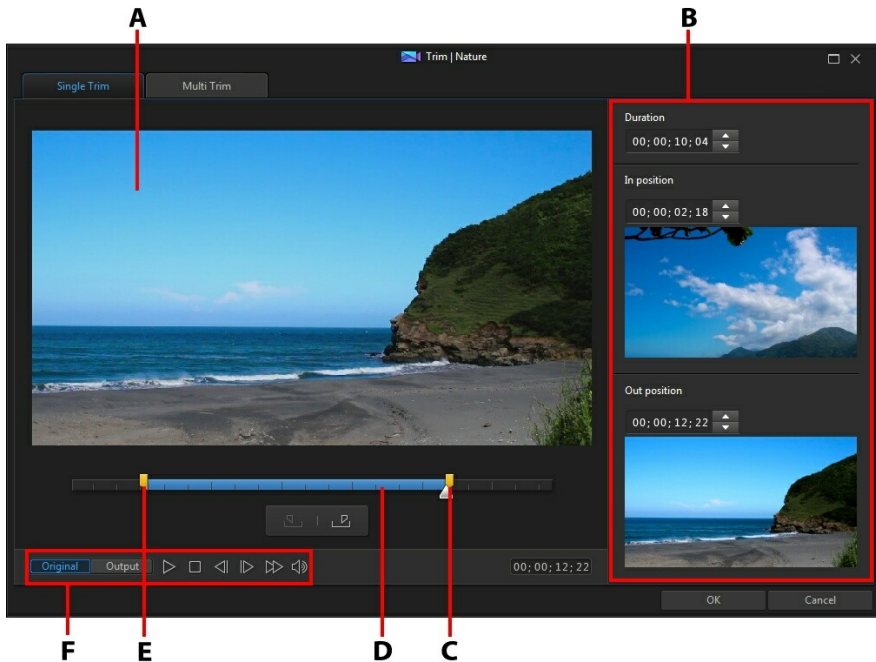 A
B
Trim | Nature
Single Trim
Multi Trim
Duration
00; 00; 10; 04
In position
00; 00; 02; 18
Out position
00; 00; 12; 22
Original
Output
00; 00; 12; 22
OK
Cancel
F
E
D
C